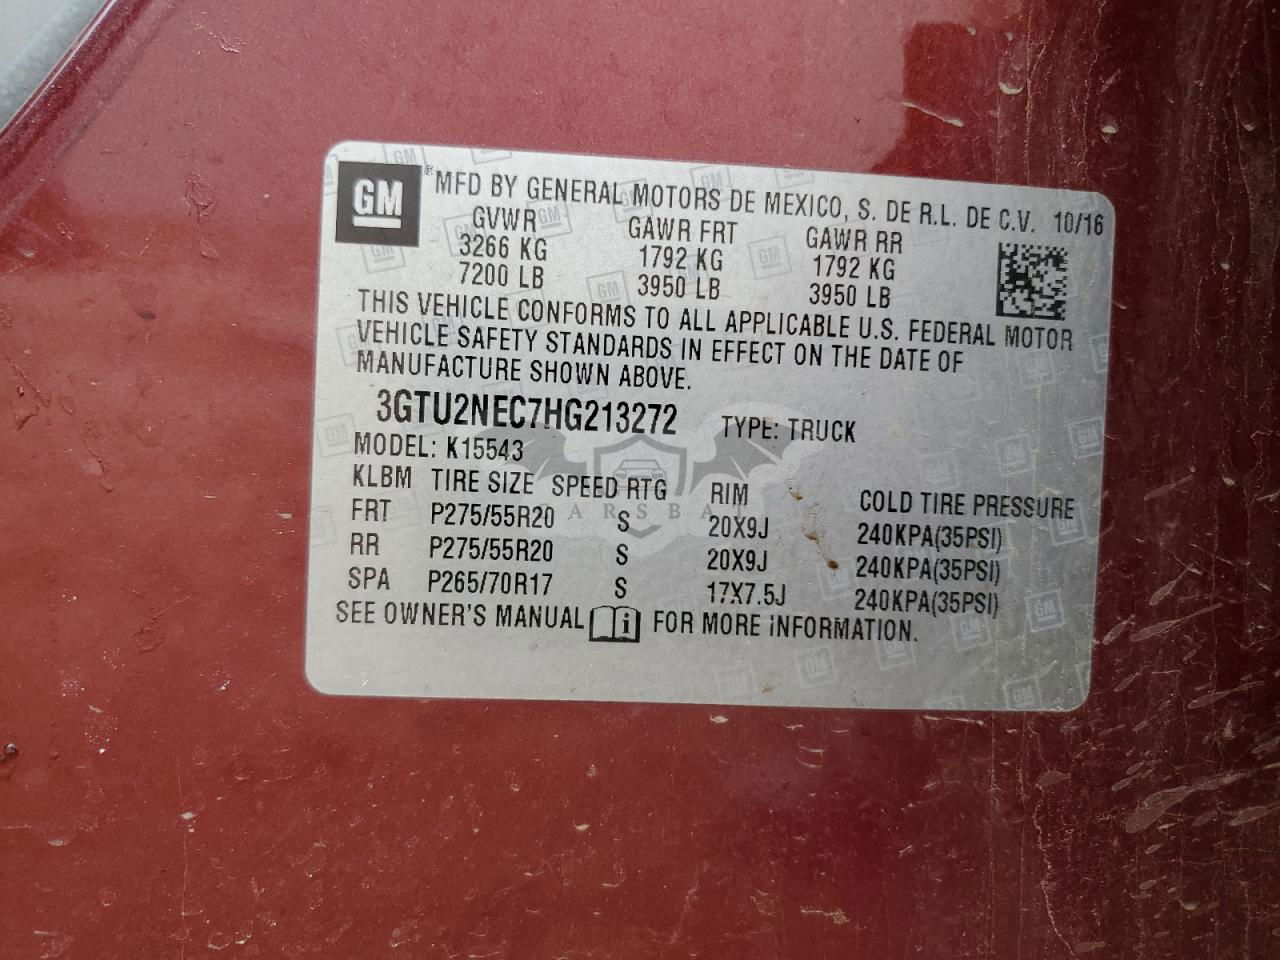 GM ® MFD BY GENERAL MOTORS DE MEXICO, S. DE R.L. DE C.V. 10/16
GVWR GAWR FRT GAWR RR
3266 KG 1792 KG 1792 KG
7200 LB 3950 LB 3950 LB
THIS VEHICLE CONFORMS TO ALL APPLICABLE U.S. FEDERAL MOTOR
VEHICLE SAFETY STANDARDS IN EFFECT ON THE DATE OF
MANUFACTURE SHOWN ABOVE.
3GTU2NEC7HG213272 TYPE: TRUCK
MODEL: K15543
KLBM TIRE SIZE SPEED RTG RIM COLD TIRE PRESSURE
FRT P275/55R20 S 20X9J 240KPA(35PSI)
RR P275/55R20 S 20X9J 240KPA(35PSI)
SPA P265/70R17 S 17X7.5J 240KPA(35PSI)
SEE OWNER'S MANUAL i FOR MORE INFORMATION.